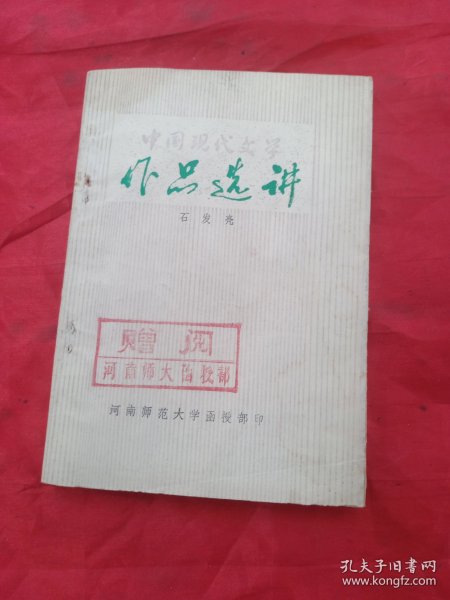 中国现代文学
作品选讲
石发亮
赠阅
河南师大函授部
河南师范大学函授部印
孔夫子旧书网
www.kongfz.com